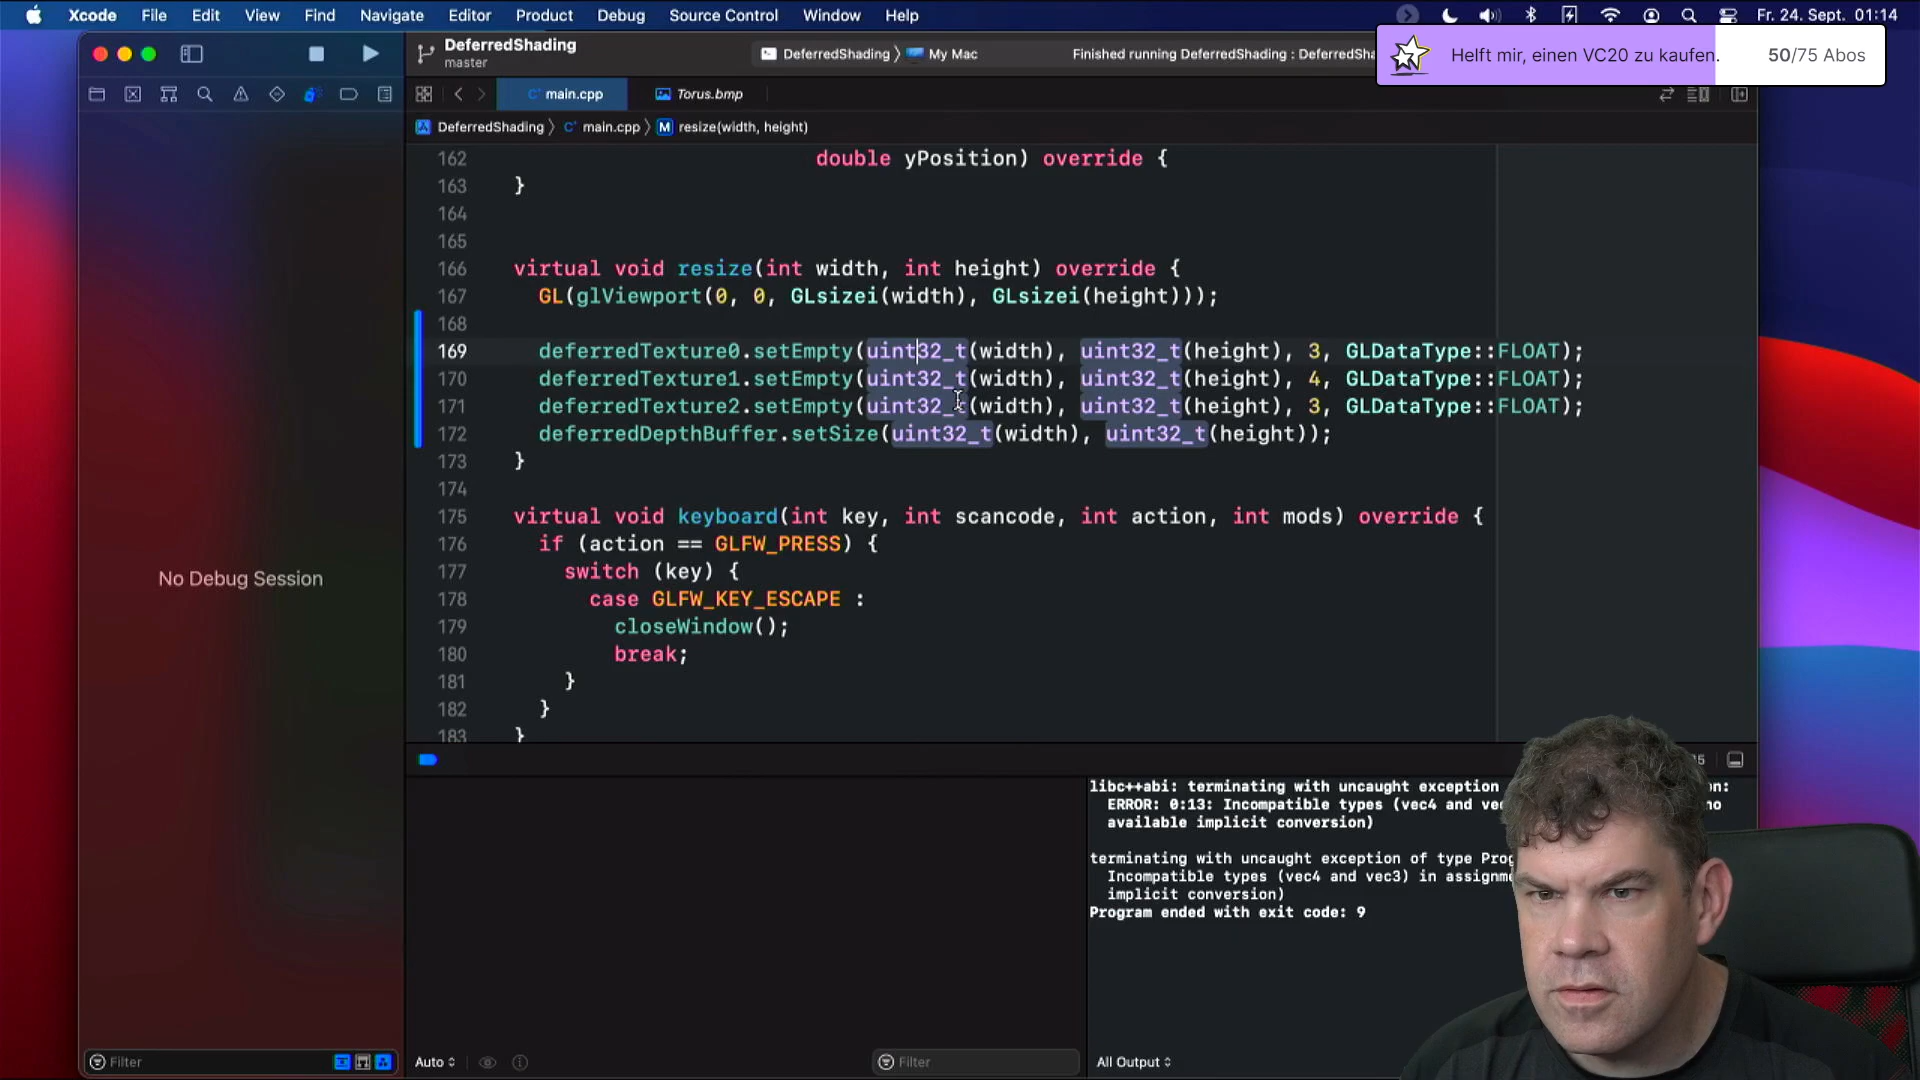 Xcode File Edit View Find Navigate Editor Product Debug Source Control Window Help Fr. 24. Sept. 01:14
DeferredShading
master
DeferredShading 〉 My Mac
Finished running DeferredShading : DeferredSha
Helft mir, einen VC20 zu kaufen. 50/75 Abos
main.cpp
Torus.bmp
DeferredShading 〉 main.cpp 〉 M resize(width, height)
162 double yPosition) override {
163 }
164
165
166 virtual void resize(int width, int height) override {
167 GL(glViewport(0, 0, GLsizei(width), GLsizei(height)));
168
169 deferredTexture0.setEmpty(uint32_t(width), uint32_t(height), 3, GLDataType::FLOAT);
170 deferredTexture1.setEmpty(uint32_t(width), uint32_t(height), 4, GLDataType::FLOAT);
171 deferredTexture2.setEmpty(uint32_t(width), uint32_t(height), 3, GLDataType::FLOAT);
172 deferredDepthBuffer.setSize(uint32_t(width), uint32_t(height));
173 }
174
175 virtual void keyboard(int key, int scancode, int action, int mods) override {
176 if (action == GLFW_PRESS) {
177 switch (key) {
178 case GLFW_KEY_ESCAPE :
179 closeWindow();
180 break;
181 }
182 }
183 }
No Debug Session
libc++abi: terminating with uncaught exception on:
ERROR: 0:13: Incompatible types (vec4 and vec no
available implicit conversion)
terminating with uncaught exception of type Prog
Incompatible types (vec4 and vec3) in assignm
implicit conversion)
Program ended with exit code: 9
Filter
Auto
Filter
All Output